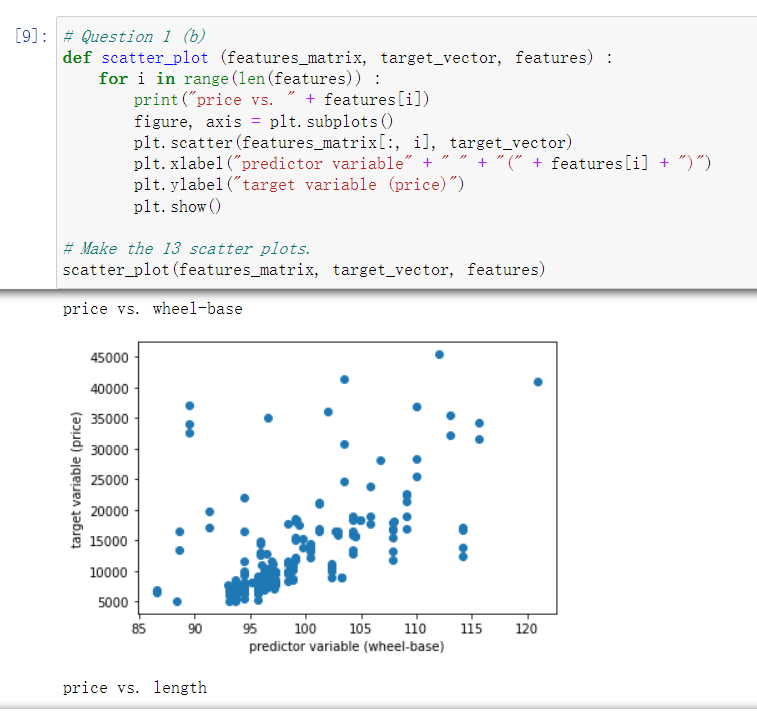 [9]: # Question 1 (b)
def scatter_plot (features_matrix, target_vector, features) :
    for i in range(len(features)) :
        print("price vs. " + features[i])
        figure, axis = plt.subplots()
        plt.scatter(features_matrix[:, i], target_vector)
        plt.xlabel("predictor variable" + " " + "(" + features[i] + ")")
        plt.ylabel("target variable (price)")
        plt.show()
# Make the 13 scatter plots.
scatter_plot(features_matrix, target_vector, features)
price vs. wheel-base
45000
40000
35000
30000
25000
20000
15000
10000
5000
target variable (price)
85 90 95 100 105 110 115 120
predictor variable (wheel-base)
price vs. length